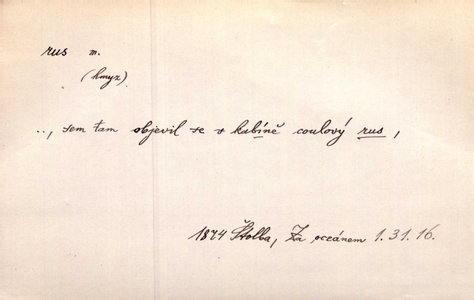 rus m.
(hmyz)
.., sem tam objevil se v kabině coulový rus,
1874 Štolba, Za oceánem 1.31.16.